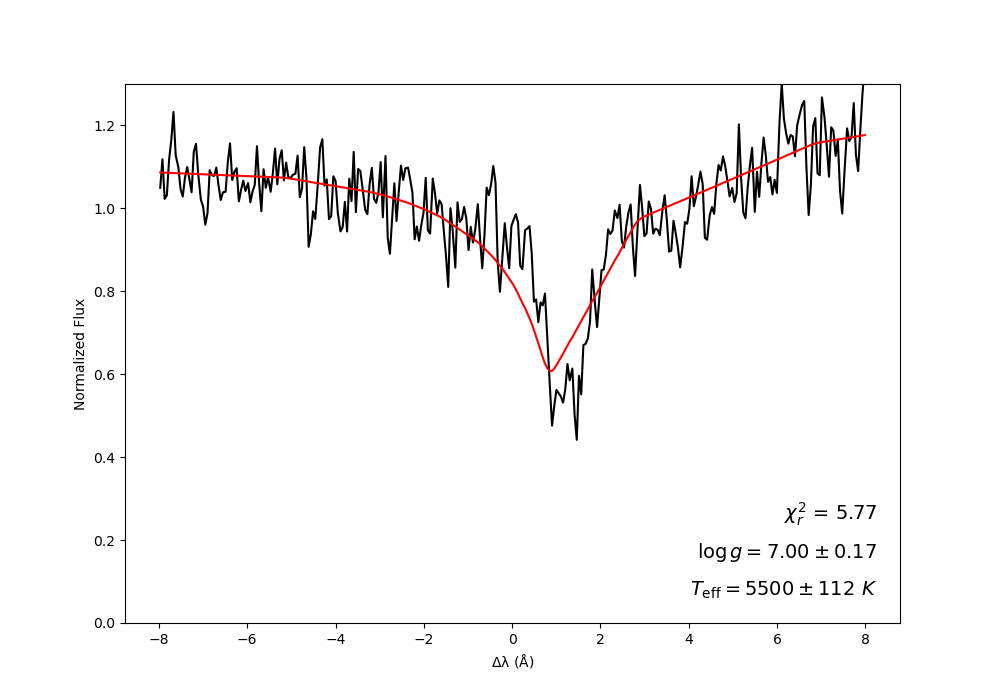 1.2
1.0
0.8
0.6
0.4
0.2
0.0
Normalized Flux
χ²ᵣ = 5.77
log g = 7.00 ± 0.17
T_eff = 5500 ± 112 K
−8 −6 −4 −2 0 2 4 6 8
Δλ (Å)